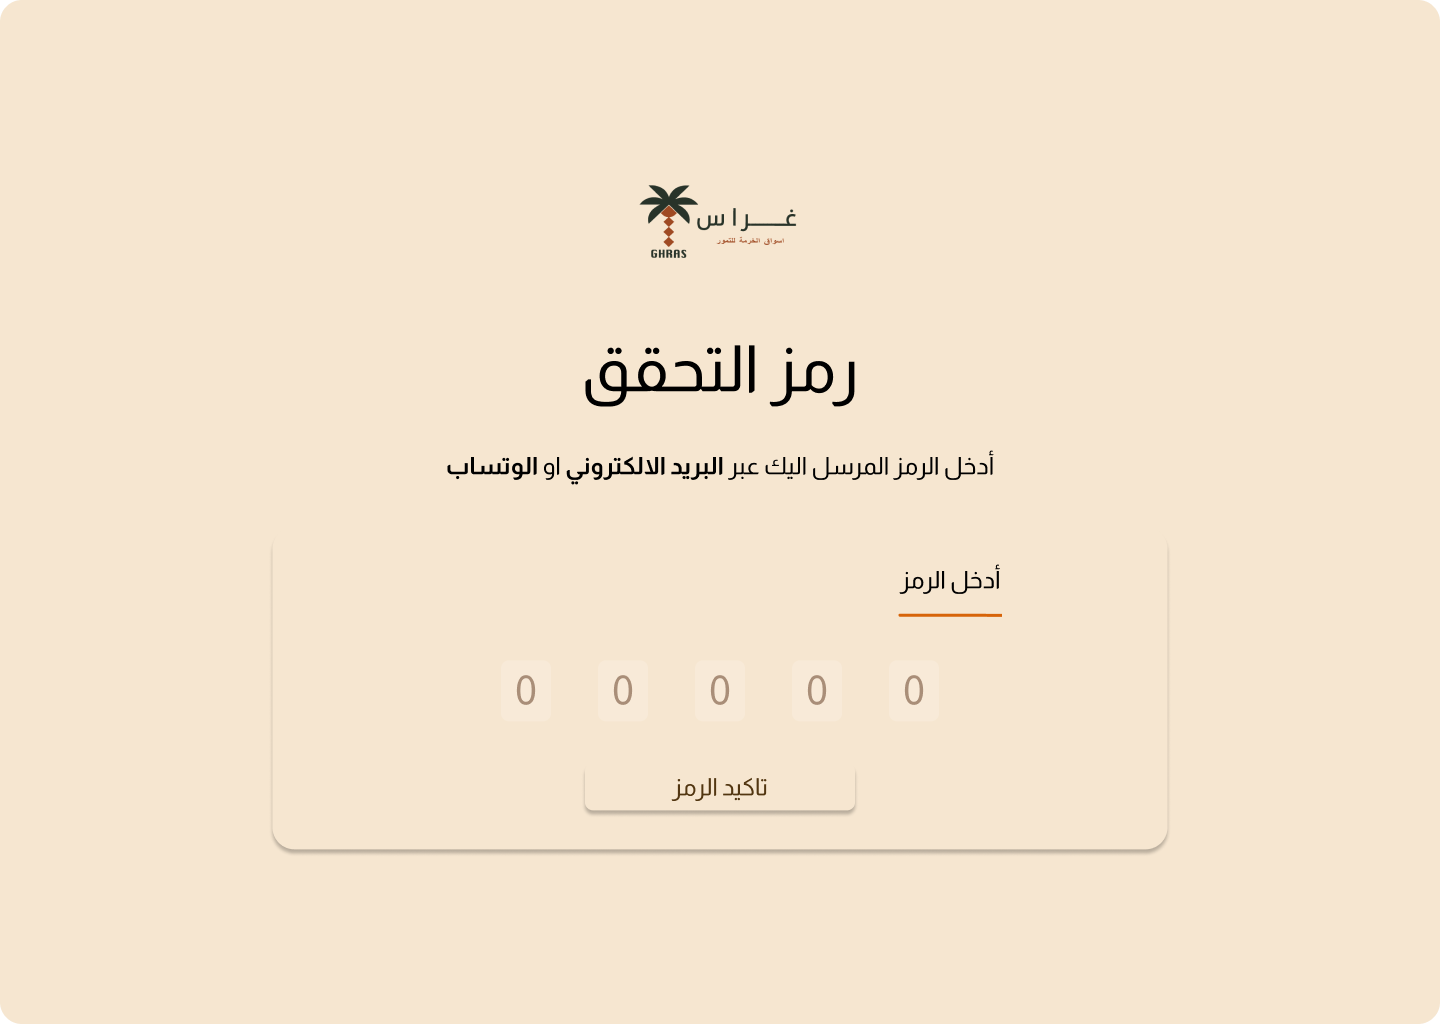 غـــــراس
اسواق الخرمة للتمور
GHRAS
رمز التحقق
أدخل الرمز المرسل اليك عبر البريد الالكتروني او الوتساب
أدخل الرمز
0 0 0 0 0
تاكيد الرمز